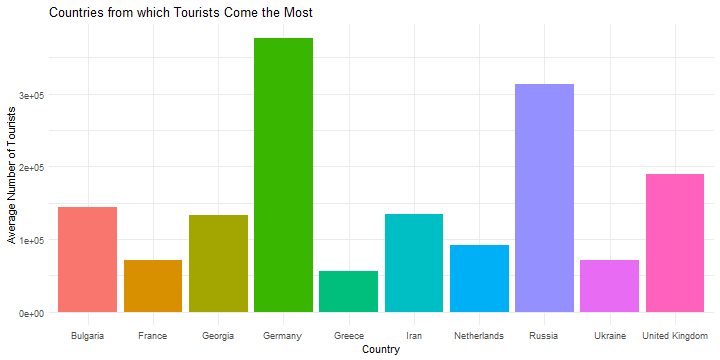 Countries from which Tourists Come the Most
Average Number of Tourists
3e+05
2e+05
1e+05
0e+00
Bulgaria France Georgia Germany Greece Iran Netherlands Russia Ukraine United Kingdom
Country